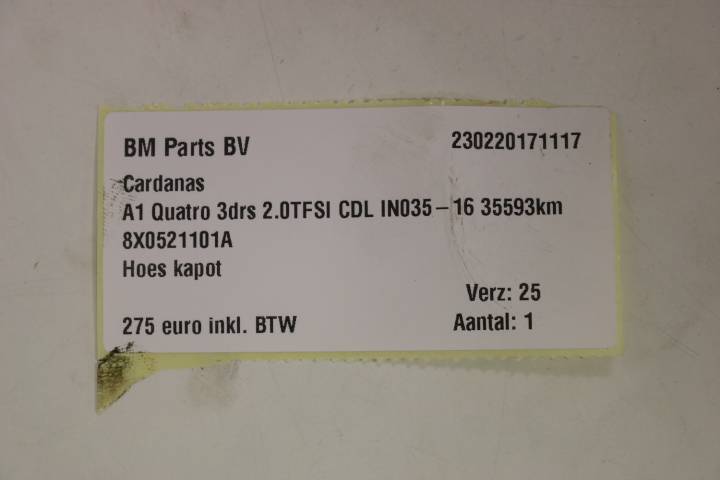 BM Parts BV 230220171117
Cardanas
A1 Quatro 3drs 2.0TFSI CDL IN035-16 35593km
8X0521101A
Hoes kapot
Verz: 25
275 euro inkl. BTW Aantal: 1